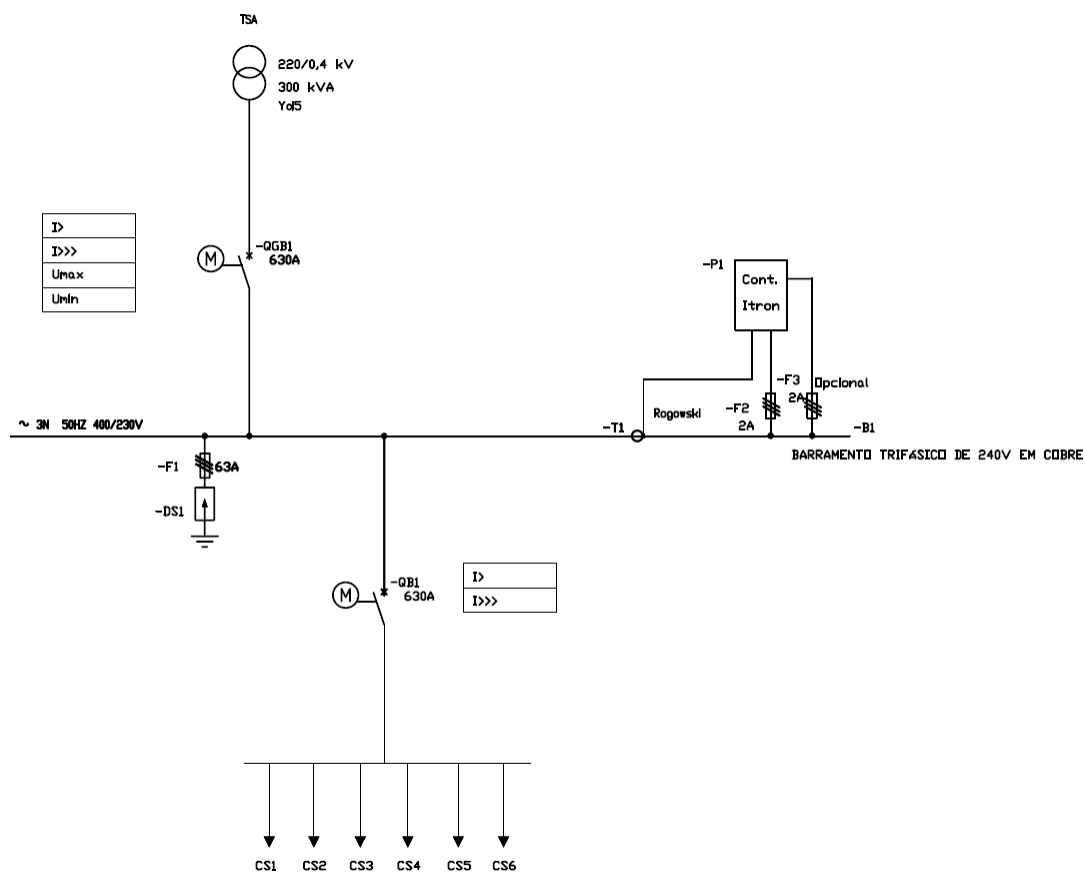 TSA
220/0,4 kV
300 kVA
Yd5
I>
I>>>
Umax
Umin
M
-QGB1
630A
-P1
Cont.
Itron
-F3
2A
Opcional
-F2
2A
Rogowski
-T1
-B1
~ 3N 50HZ 400/230V
BARRAMENTO TRIFASICO DE 240V EM COBRE
-F1
63A
-DS1
M
-QB1
630A
I>
I>>>
CS1 CS2 CS3 CS4 CS5 CS6